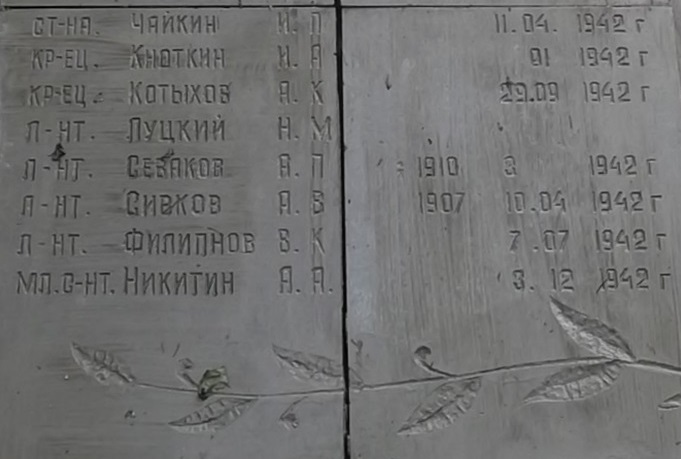 СТ-НА. ЧАЙКИН И. П 11.04. 1942 г
КР-ЕЦ. КНОТКИН И. А 01 1942 г
КР-ЕЦ. КОТЫХОВ А. К 29.09 1942 г
Л-НТ. ЛУЦКИЙ Н. М
Л-НТ. СЕВАКОВ А. П 1910 1942 г
Л-НТ. СИВКОВ А. В 1907 10.04 1942 г
Л-НТ. ФИЛИППОВ В. К 7.07 1942 г
МЛ.С-НТ. НИКИТИН А. А. 3. 12 1942 г